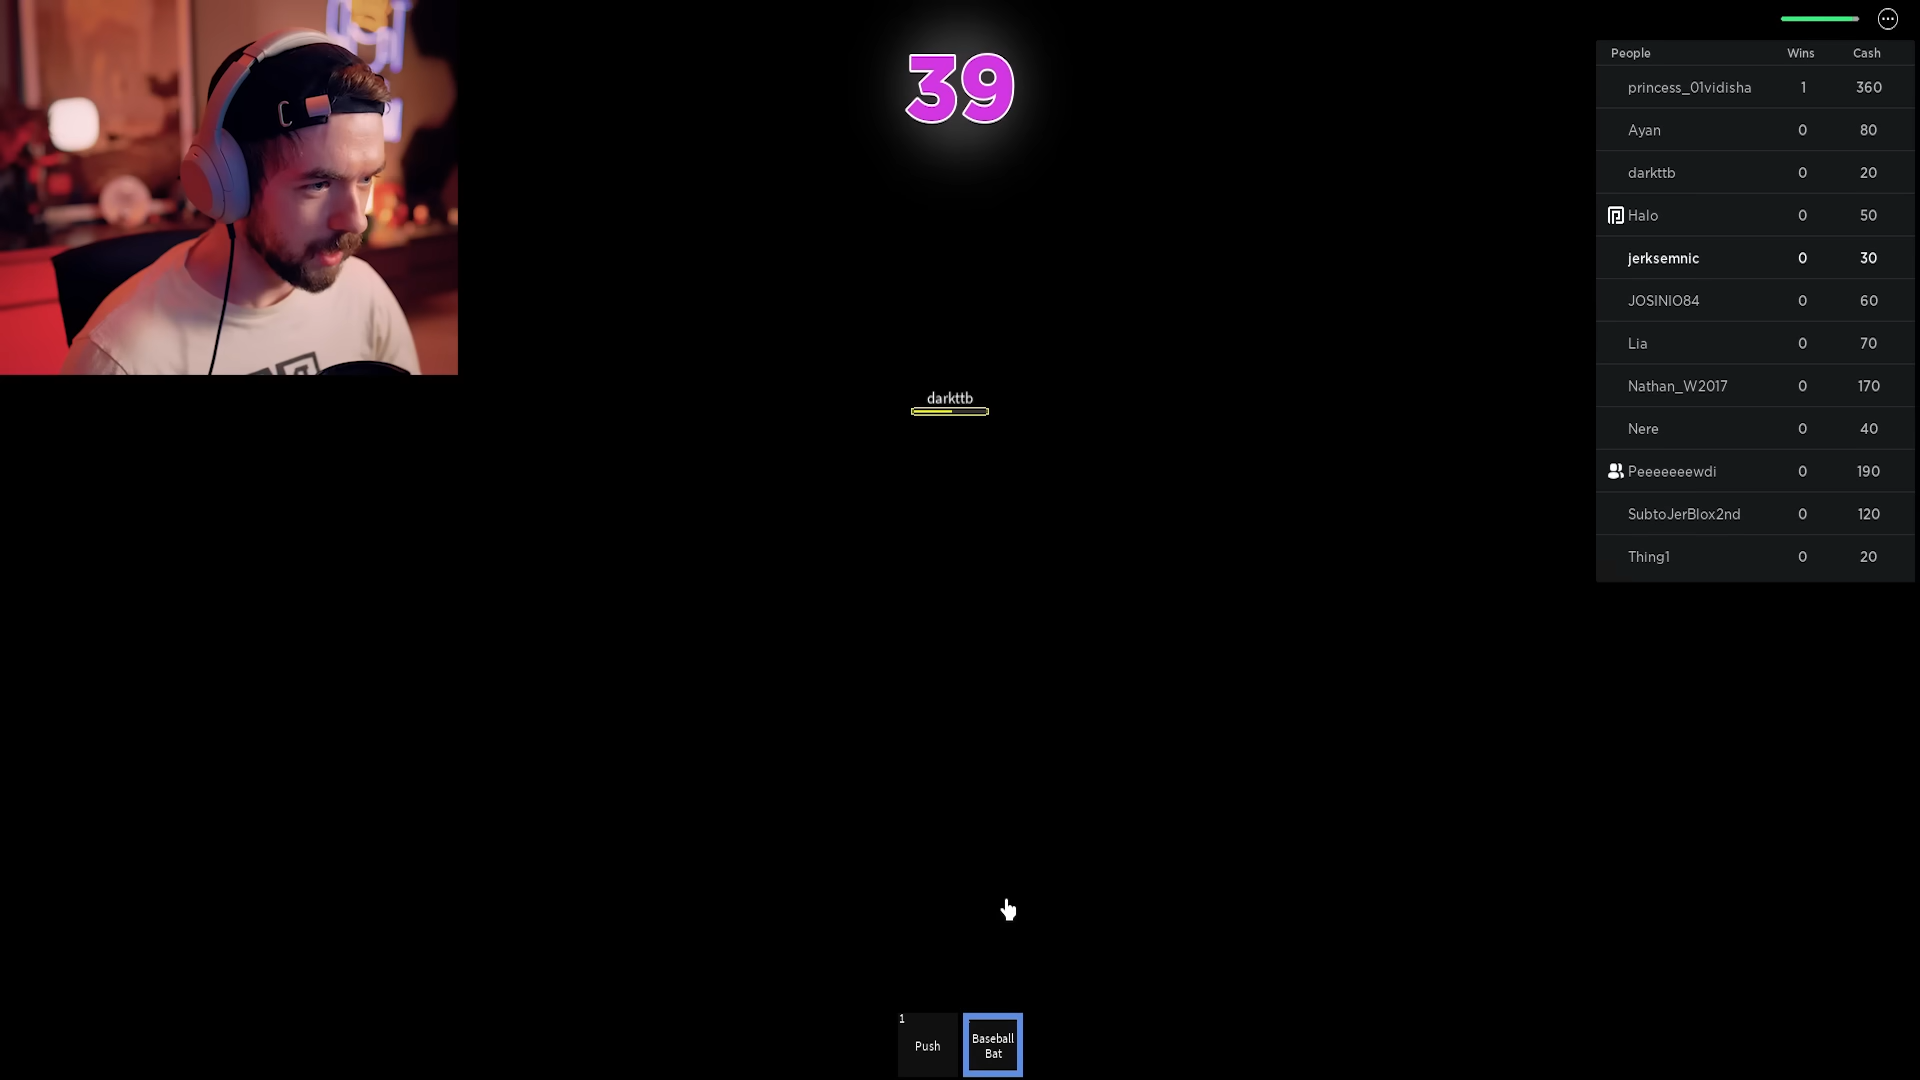 39
People Wins Cash
princess_01vidisha 1 360
Ayan 0 80
darkttb 0 20
Halo 0 50
jerksemnic 0 30
JOSINIO84 0 60
Lia 0 70
Nathan_W2017 0 170
Nere 0 40
Peeeeeeewdi 0 190
SubtoJerBlox2nd 0 120
Thing1 0 20
darkttb
1
Push
Baseball
Bat